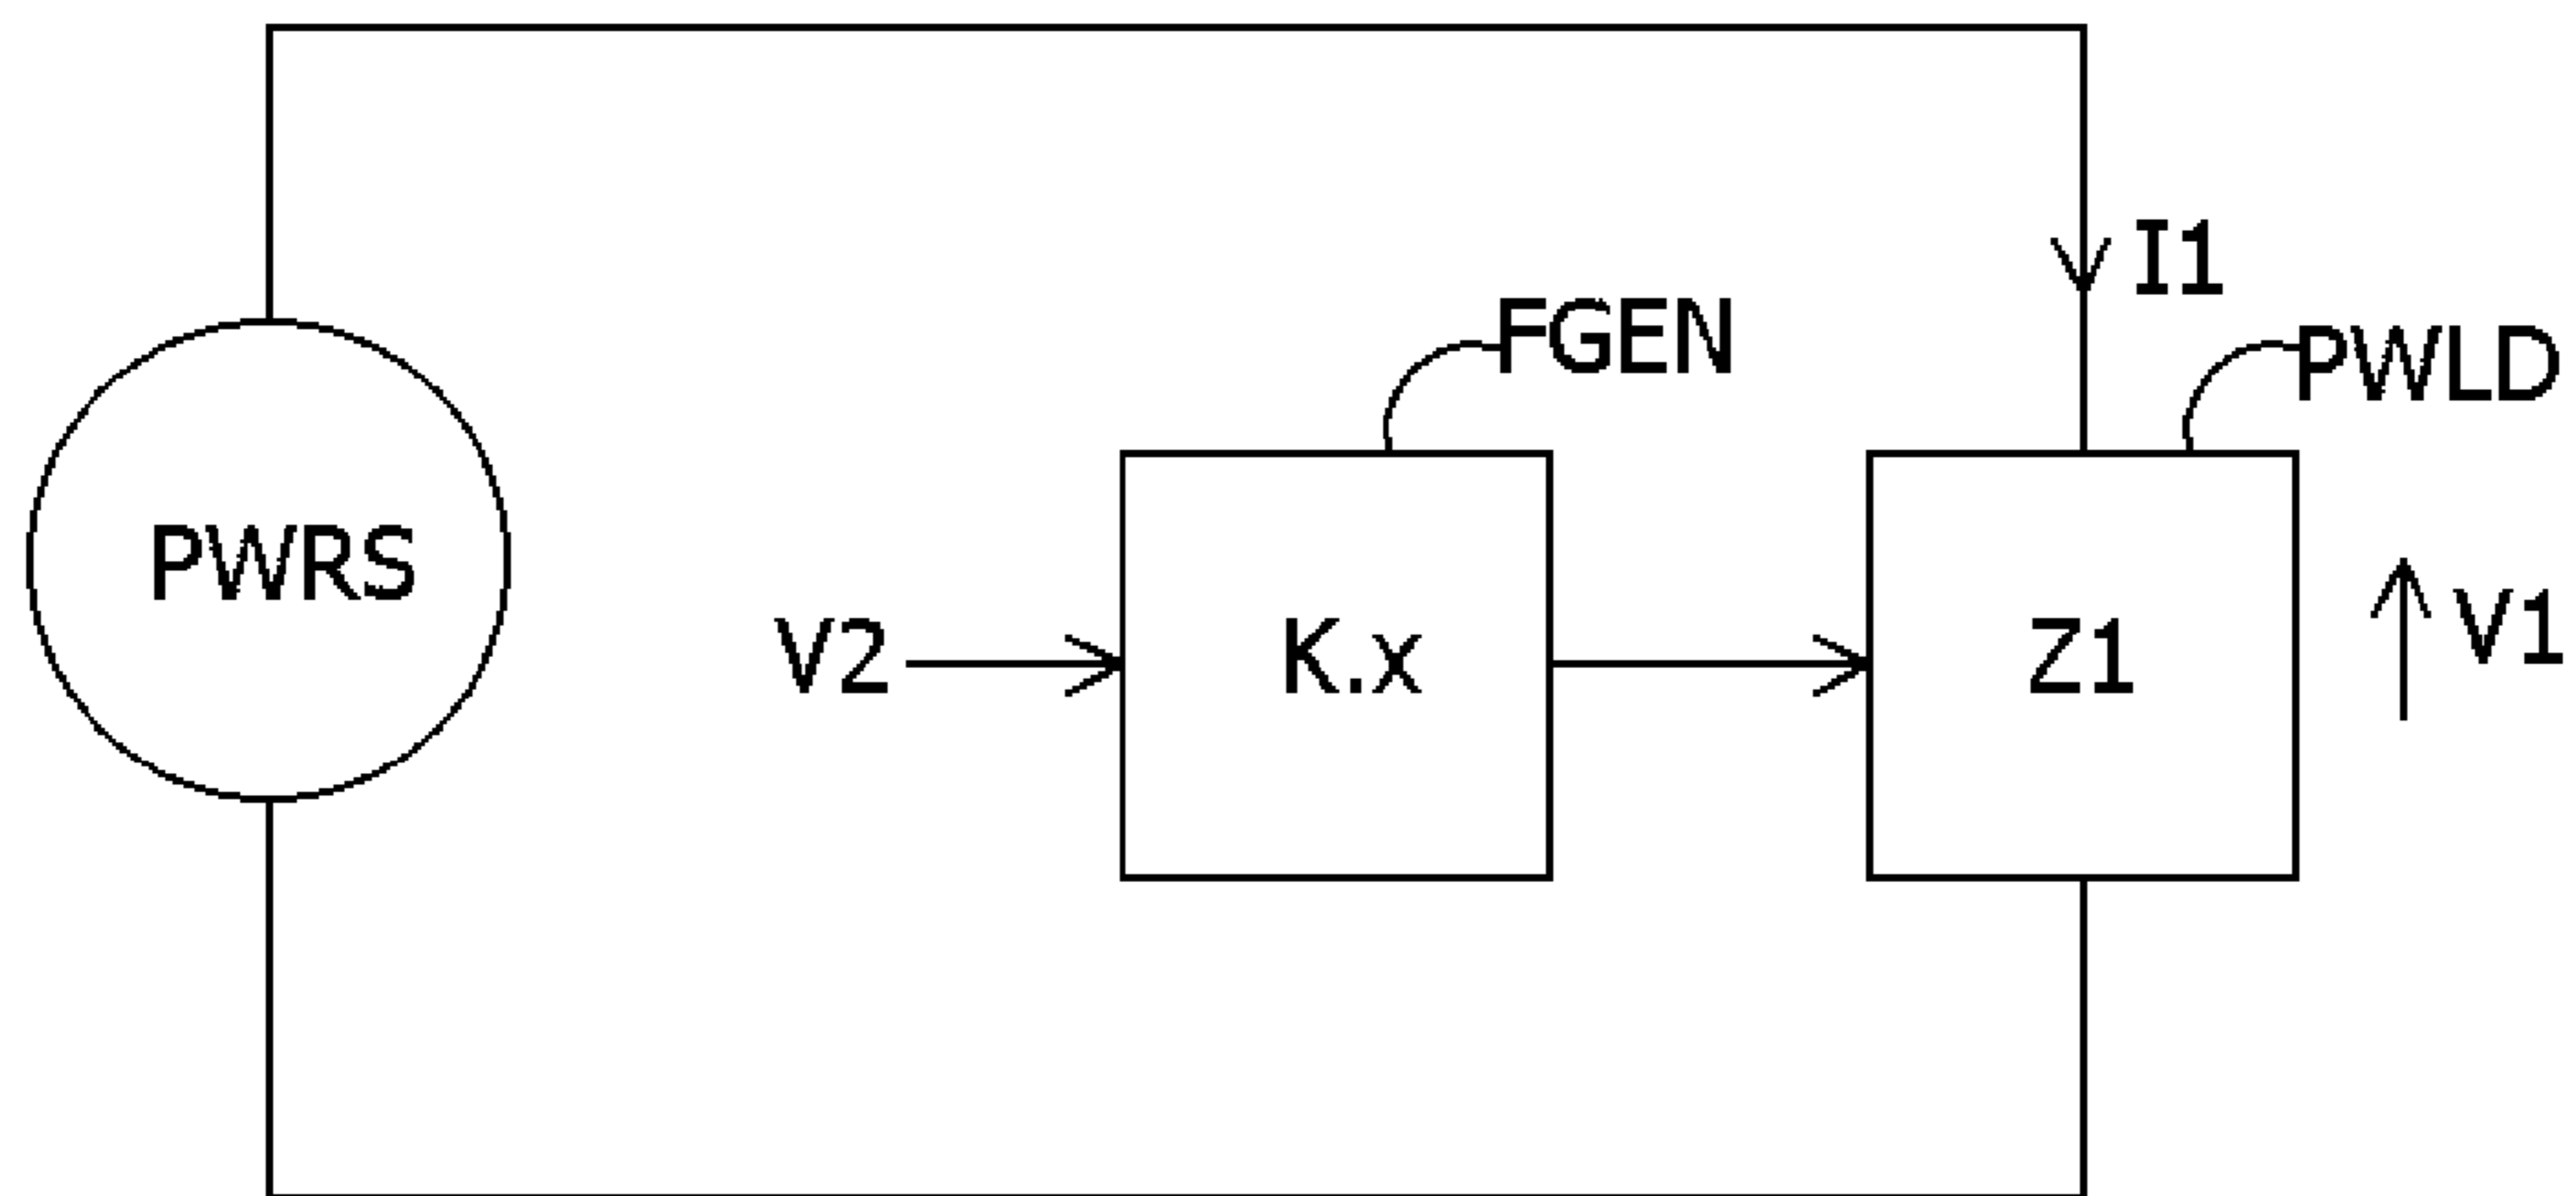 I1
FGEN
PWLD
PWRS
V2
K.x
Z1
V1